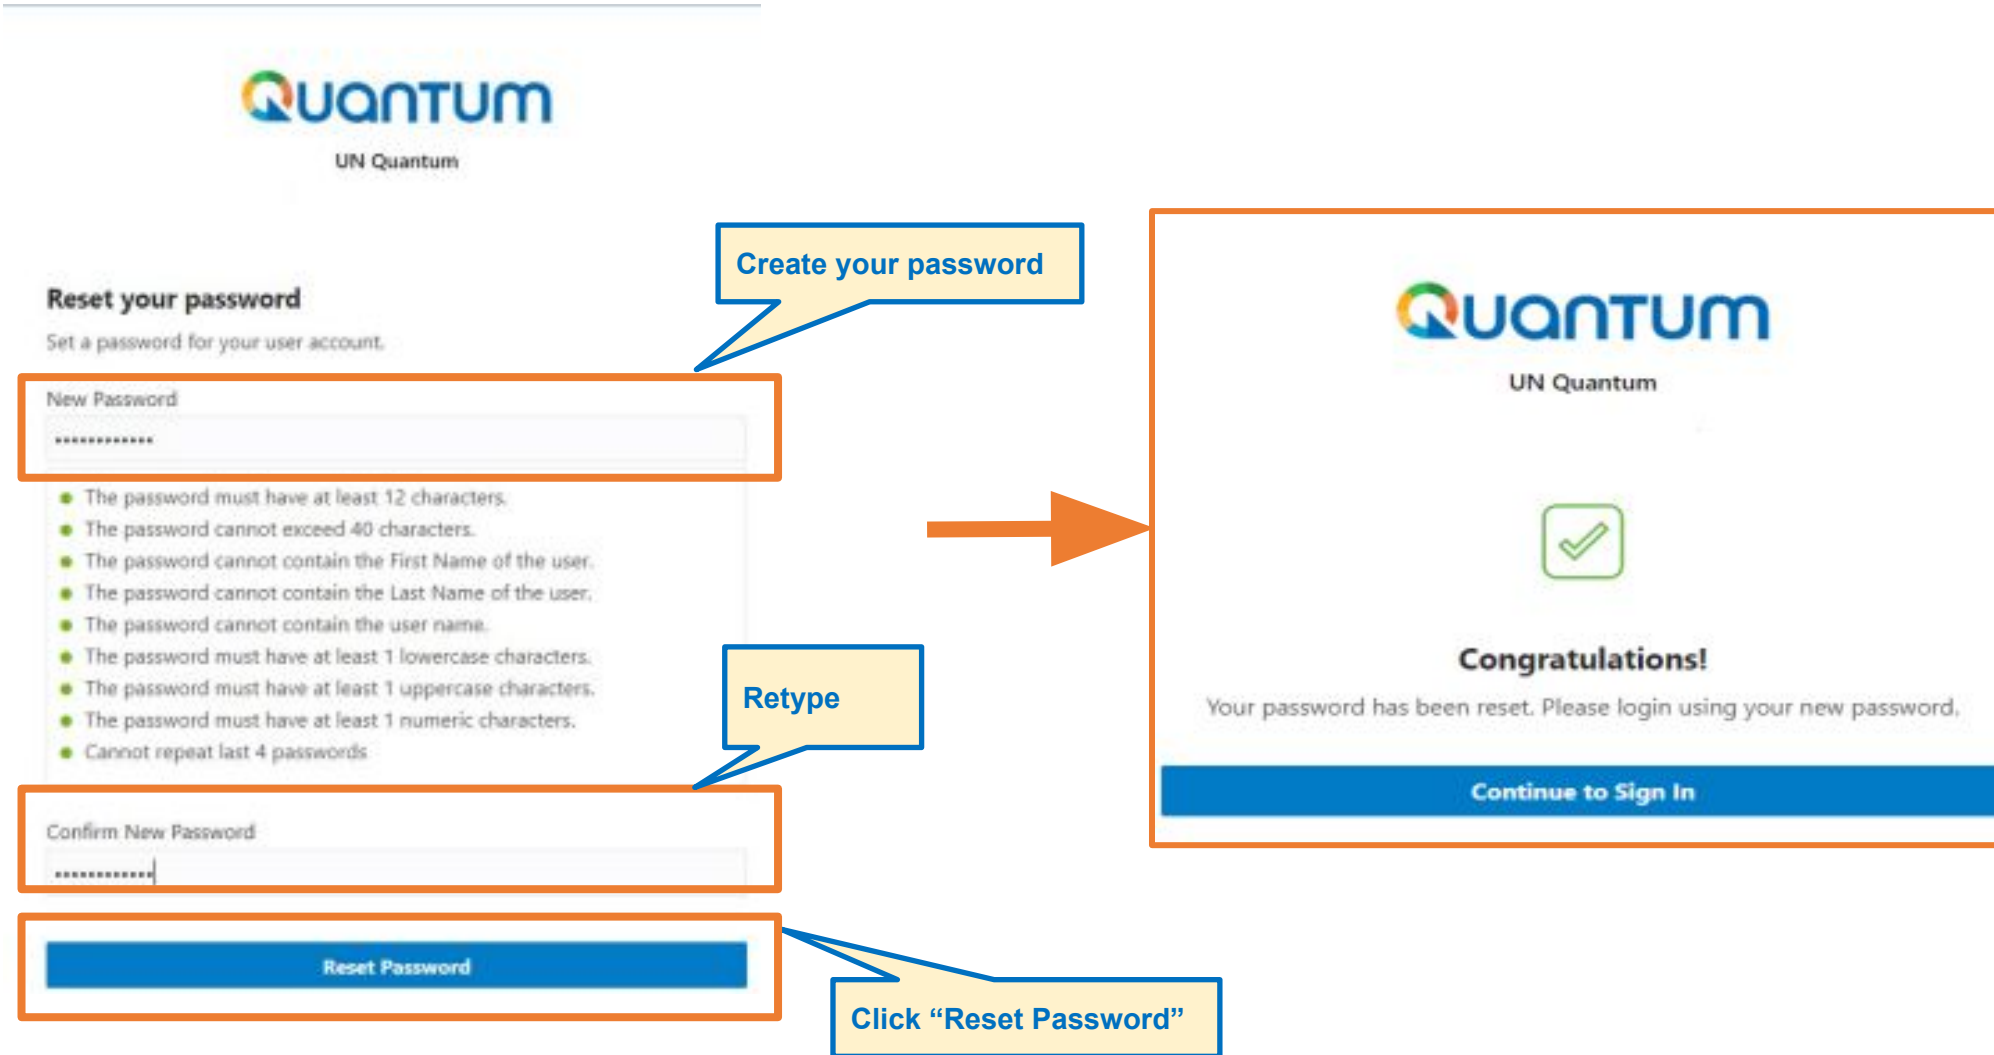 Quantum
UN Quantum
Reset your password
Set a password for your user account.
Create your password
New Password
••••••••••••
The password must have at least 12 characters.
The password cannot exceed 40 characters.
The password cannot contain the First Name of the user.
The password cannot contain the Last Name of the user.
The password cannot contain the user name.
The password must have at least 1 lowercase characters.
The password must have at least 1 uppercase characters.
The password must have at least 1 numeric characters.
Cannot repeat last 4 passwords
Retype
Confirm New Password
••••••••••••
Reset Password
Click “Reset Password”
Quantum
UN Quantum
Congratulations!
Your password has been reset. Please login using your new password.
Continue to Sign In